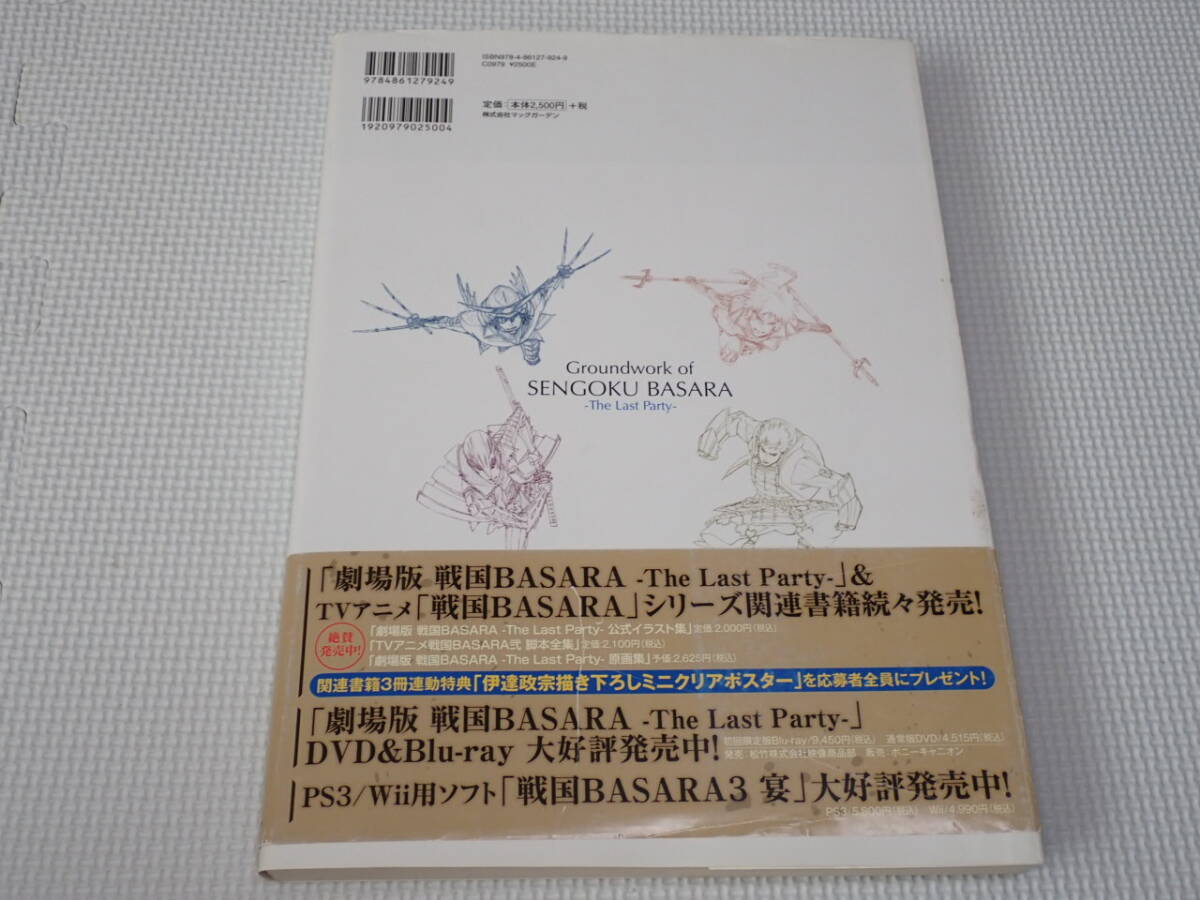 ISBN978-4-86127-924-9
C0979 ¥2500E
9784861279249
定価:本体2,500円+税
株式会社マッグガーデン
1920979025004
Groundwork of
SENGOKU BASARA
-The Last Party-
「劇場版 戦国BASARA -The Last Party-」&
TVアニメ「戦国BASARA」シリーズ関連書籍続々発売!
絶賛
発売中!
「劇場版 戦国BASARA -The Last Party- 公式イラスト集」定価2,000円(税込)
「TVアニメ戦国BASARA弐 脚本全集」定価2,100円(税込)
「劇場版 戦国BASARA -The Last Party- 原画集」予価2,625円(税込)
関連書籍3冊連動特典「伊達政宗描き下ろしミニクリアポスター」を応募者全員にプレゼント!
「劇場版 戦国BASARA -The Last Party-」
DVD&Blu-ray 大好評発売中!
初回限定版Blu-ray/9,450円(税込) 通常版DVD/4,515円(税込)
発売:松竹株式会社映像商品部 販売:ポニーキャニオン
PS3/Wii用ソフト「戦国BASARA3 宴」大好評発売中!
PS3/5,800円(税込) Wii/4,990円(税込)